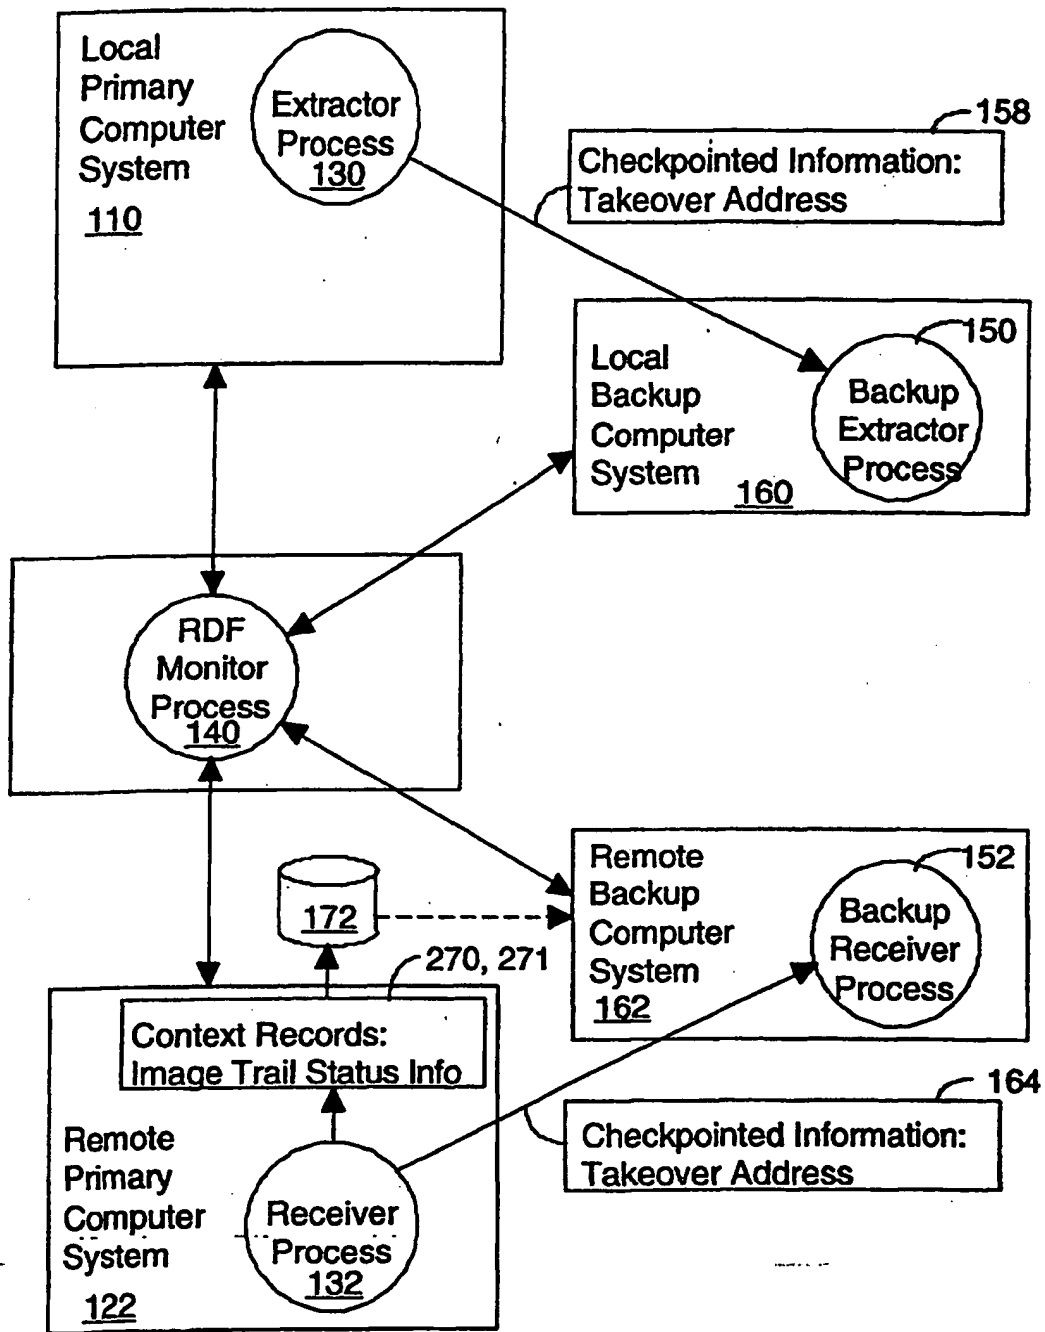 Local
Primary
Computer
System
110
Extractor
Process
130
158
Checkpointed Information:
Takeover Address
150
Local
Backup
Computer
System
160
Backup
Extractor
Process
RDF
Monitor
Process
140
172
270, 271
Remote
Backup
Computer
System
162
152
Backup
Receiver
Process
Context Records:
Image Trail Status Info
164
Checkpointed Information:
Takeover Address
Remote
Primary
Computer
System
122
Receiver
Process
132